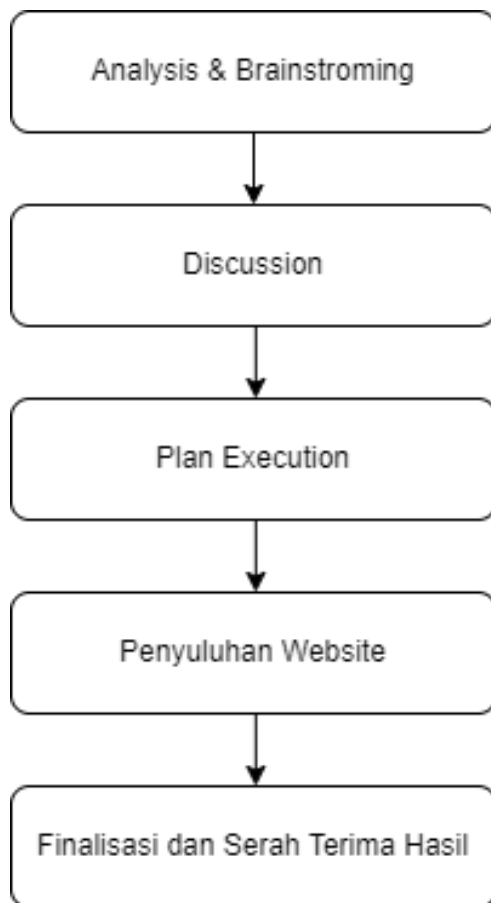 Analysis & Brainstroming
Discussion
Plan Execution
Penyuluhan Website
Finalisasi dan Serah Terima Hasil